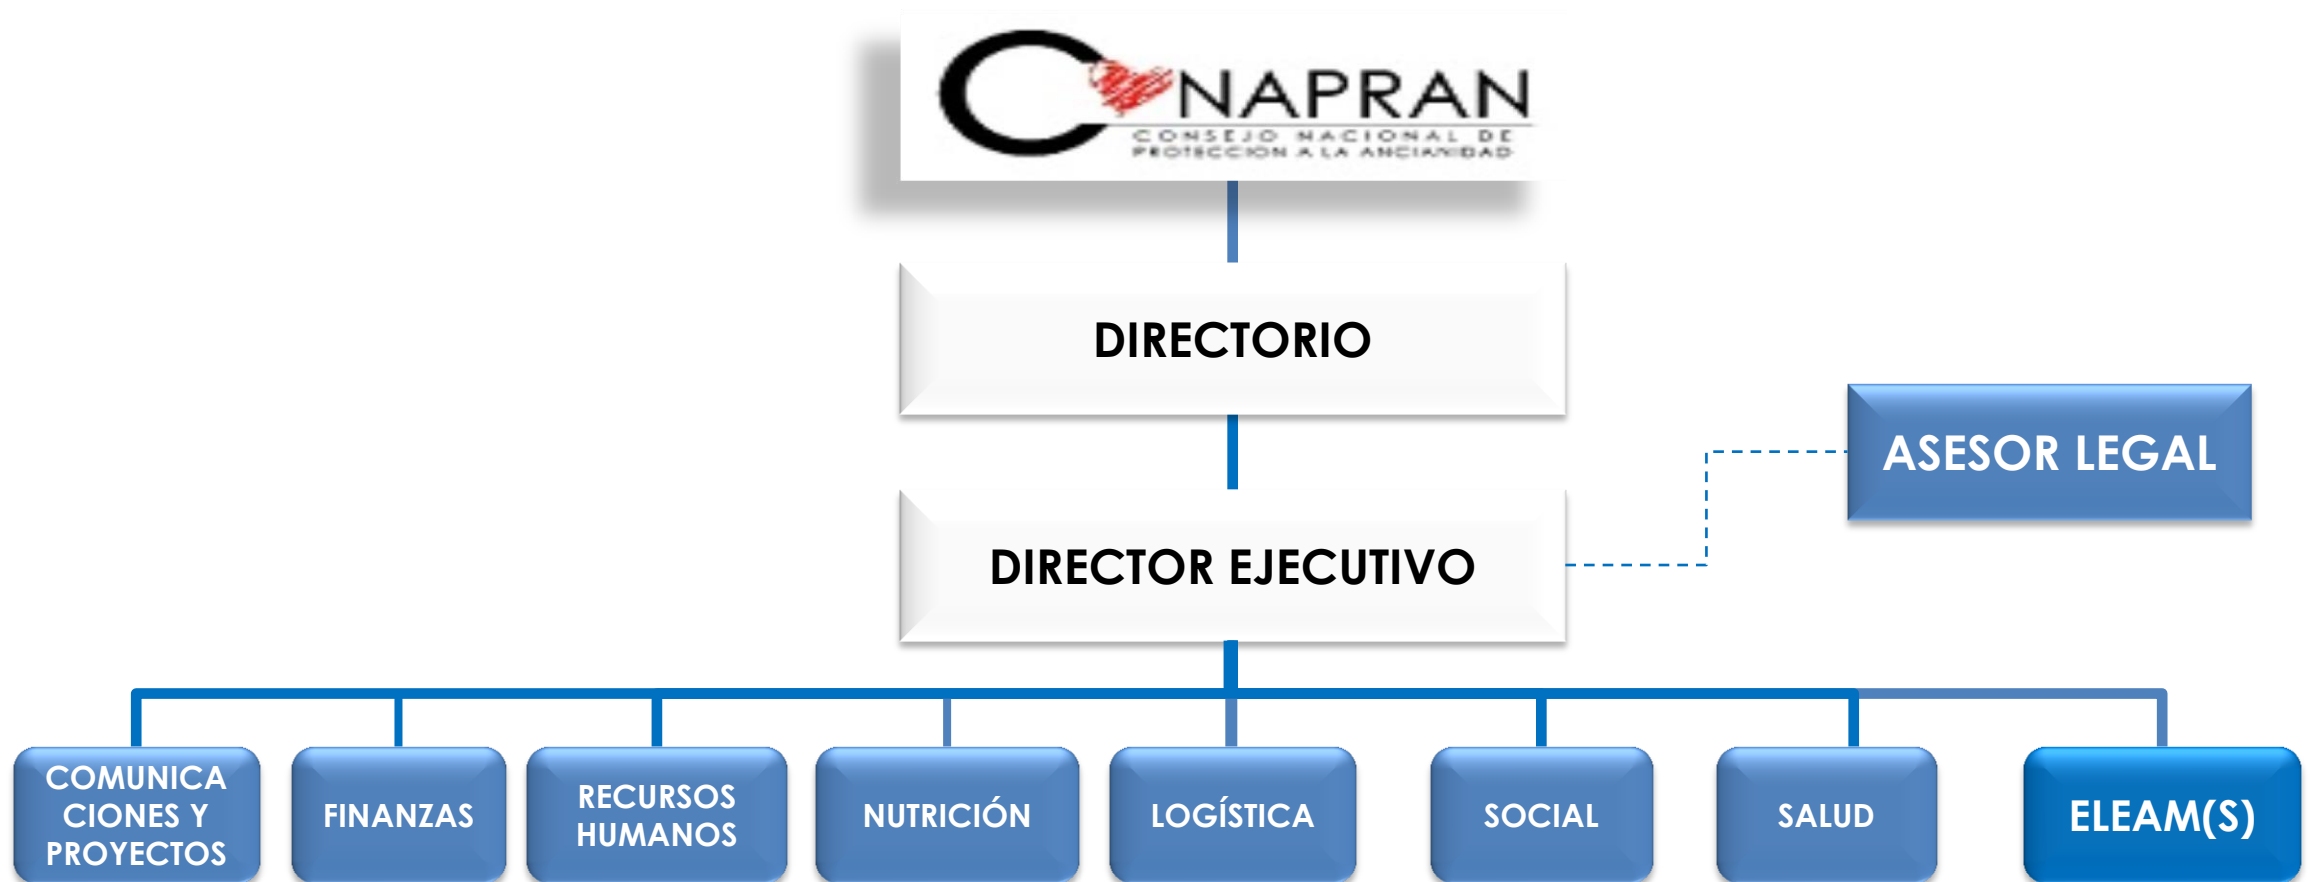 CONAPRAN
CONSEJO NACIONAL DE
PROTECCION A LA ANCIANIDAD
DIRECTORIO
ASESOR LEGAL
DIRECTOR EJECUTIVO
COMUNICA
CIONES Y
PROYECTOS
FINANZAS
RECURSOS
HUMANOS
NUTRICIÓN
LOGÍSTICA
SOCIAL
SALUD
ELEAM(S)